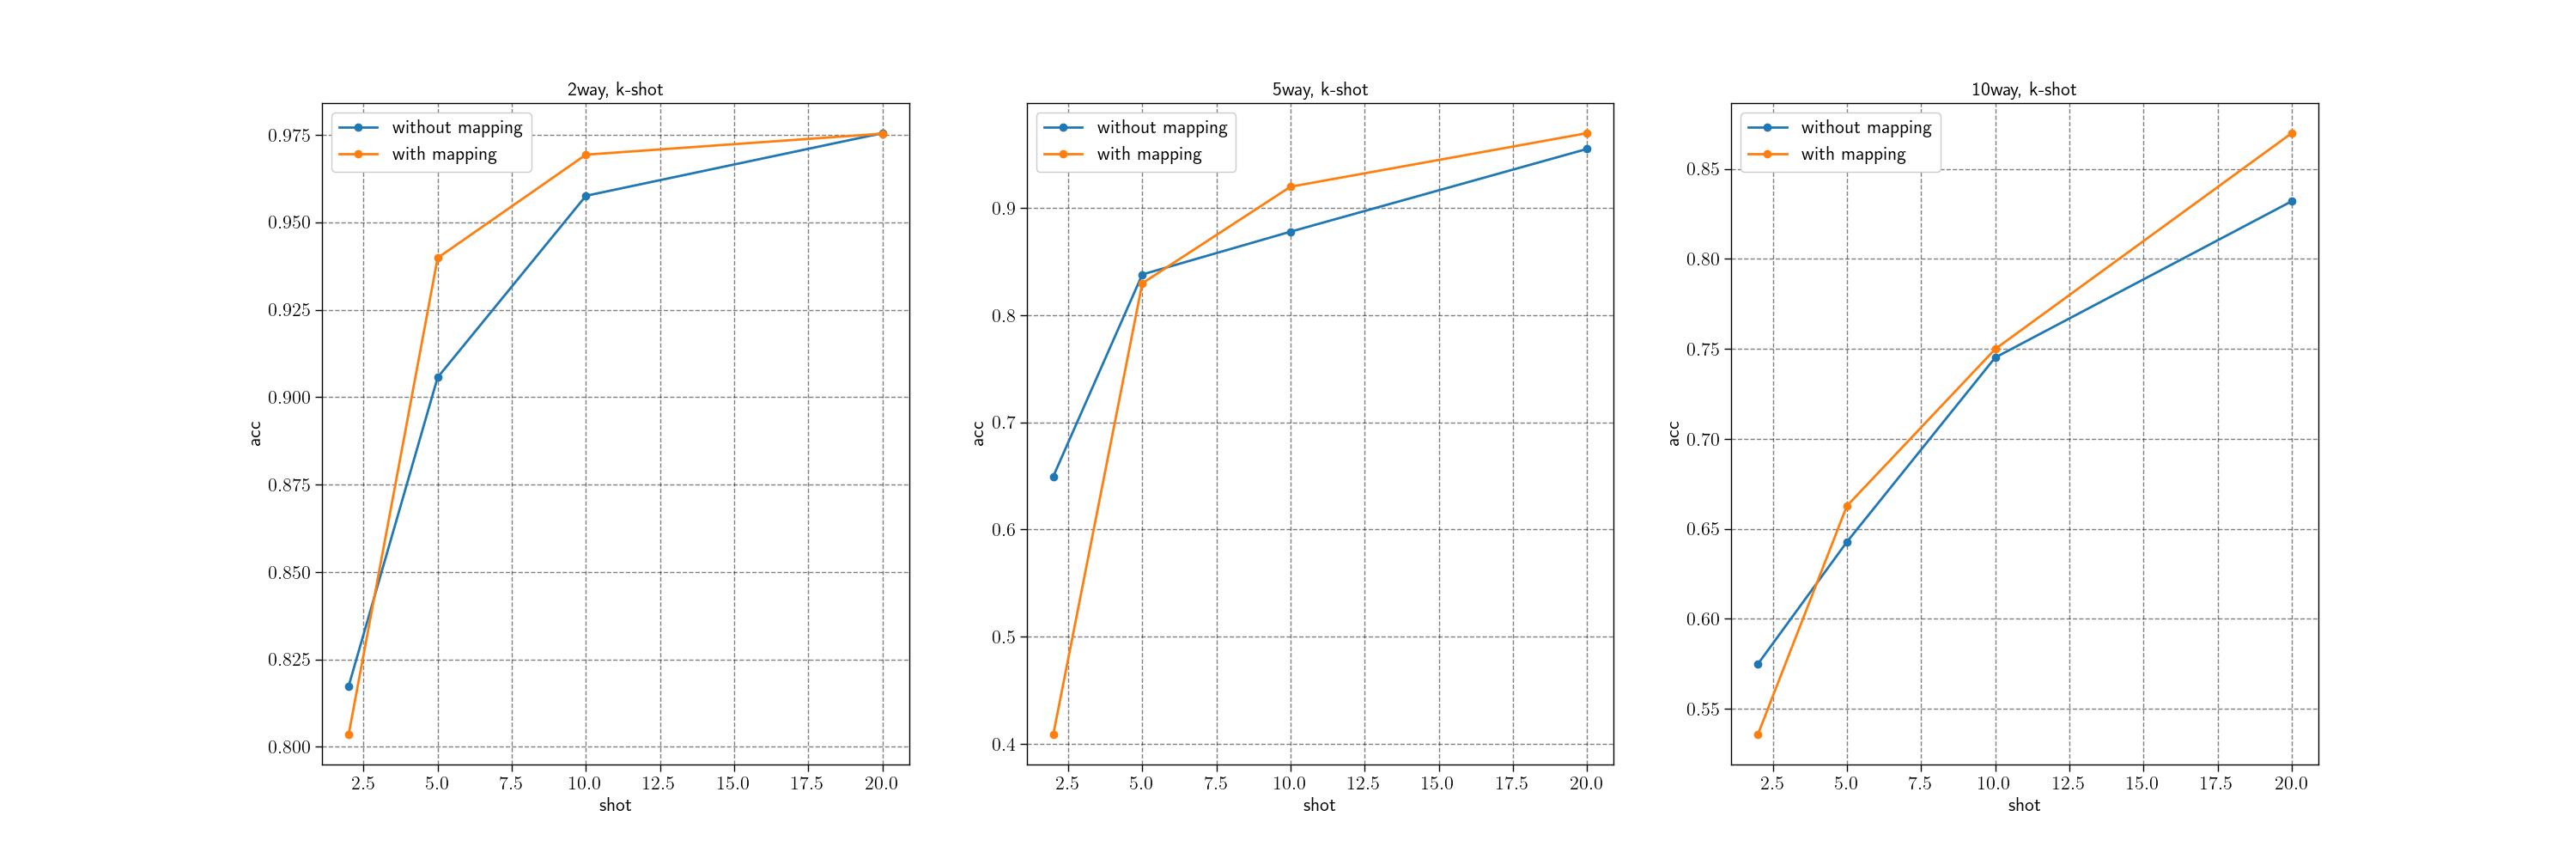 2way, k-shot
without mapping
with mapping
0.975
0.950
0.925
0.900
0.875
0.850
0.825
0.800
acc
2.5 5.0 7.5 10.0 12.5 15.0 17.5 20.0
shot
5way, k-shot
without mapping
with mapping
0.9
0.8
0.7
0.6
0.5
0.4
acc
2.5 5.0 7.5 10.0 12.5 15.0 17.5 20.0
shot
10way, k-shot
without mapping
with mapping
0.85
0.80
0.75
0.70
0.65
0.60
0.55
acc
2.5 5.0 7.5 10.0 12.5 15.0 17.5 20.0
shot